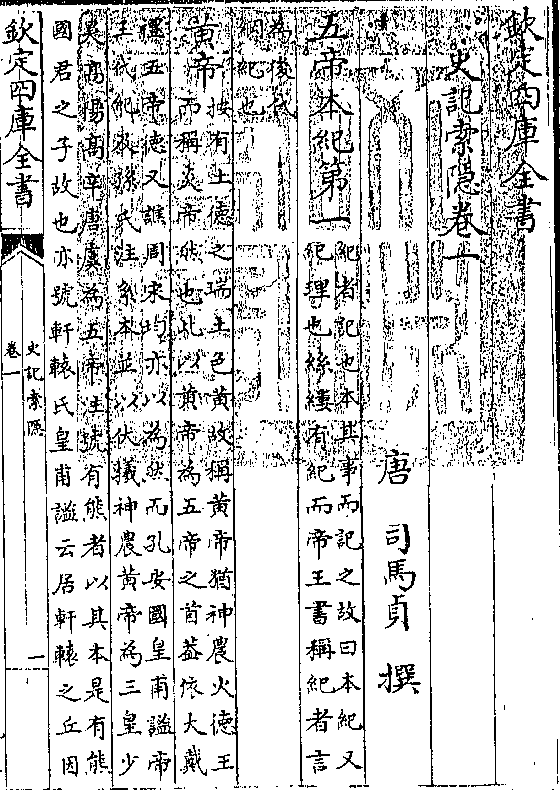 欽定四庫全書
史記索隱卷一
唐司馬貞撰
五帝本紀第一
紀者記也本其事而記之故曰本紀又
紀理也絲縷有紀而帝王書稱紀者言
為後代
綱紀也
黄帝
按有土德之瑞土色黄故稱黄帝猶神農火德王
而稱炎帝然也此以黄帝為五帝之首葢依大戴
禮五帝德又譙周宋均亦以為然而孔安國皇甫謐帝
王代紀及孫氏注系本並以伏犧神農黄帝為三皇少
昊高陽高辛唐虞為五帝注號有熊者以其本是有熊
國君之子故也亦號軒轅氏皇甫謐云居軒轅之丘因
欽定四庫全書
史記索隱
卷一
一